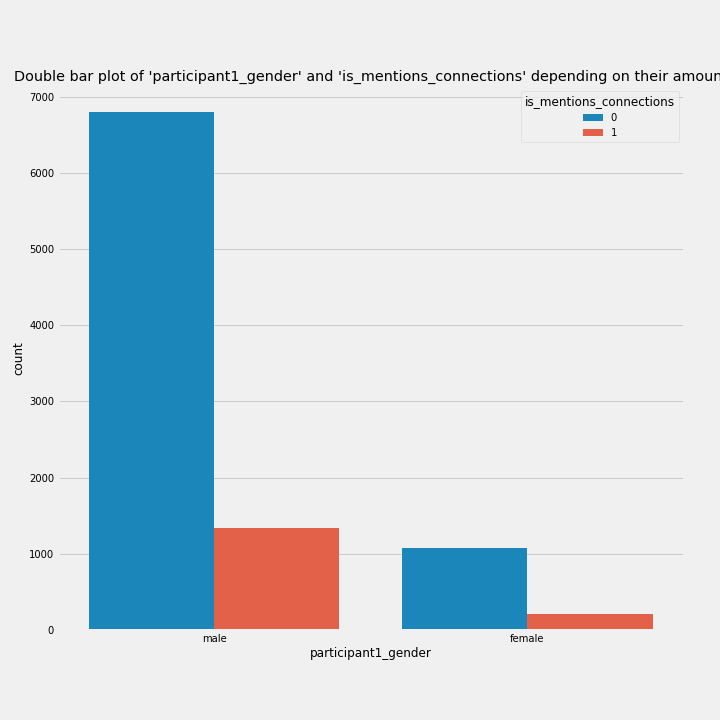 Double bar plot of 'participant1_gender' and 'is_mentions_connections' depending on their amoun
7000
is_mentions_connections
0
1
6000
5000
4000
3000
2000
1000
0
count
male
female
participant1_gender